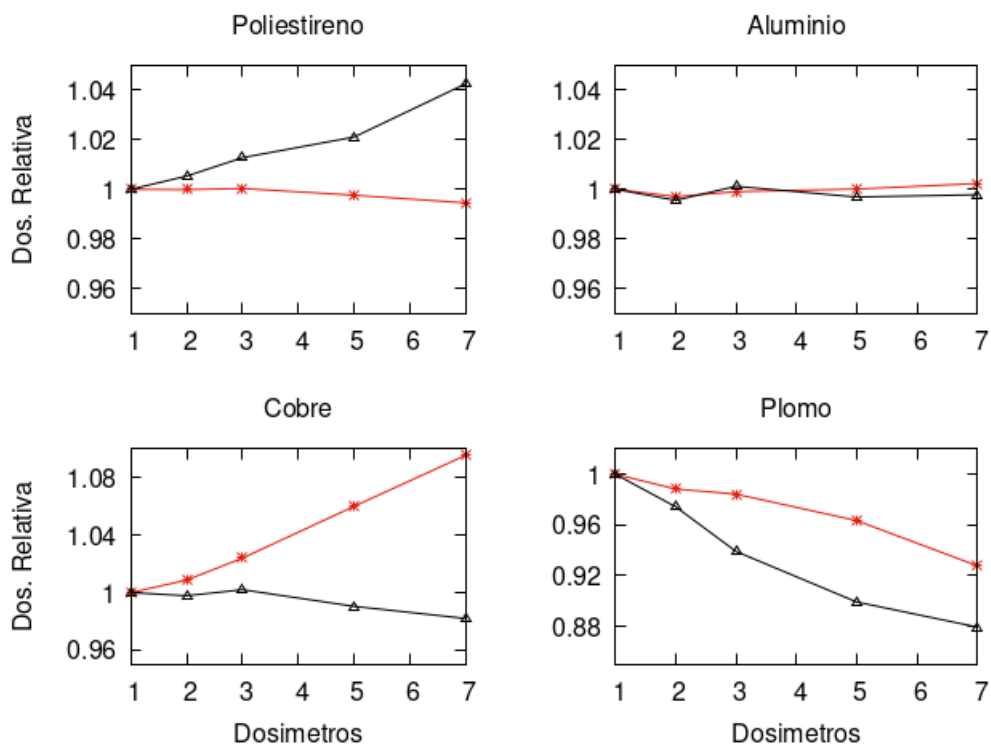 Poliestireno
Aluminio
Dos. Relativa
1.04
1.02
1
0.98
0.96
1 2 3 4 5 6 7
1.04
1.02
1
0.98
0.96
1 2 3 4 5 6 7
Cobre
Plomo
Dos. Relativa
1.08
1.04
1
0.96
1 2 3 4 5 6 7
Dosimetros
1
0.96
0.92
0.88
1 2 3 4 5 6 7
Dosimetros